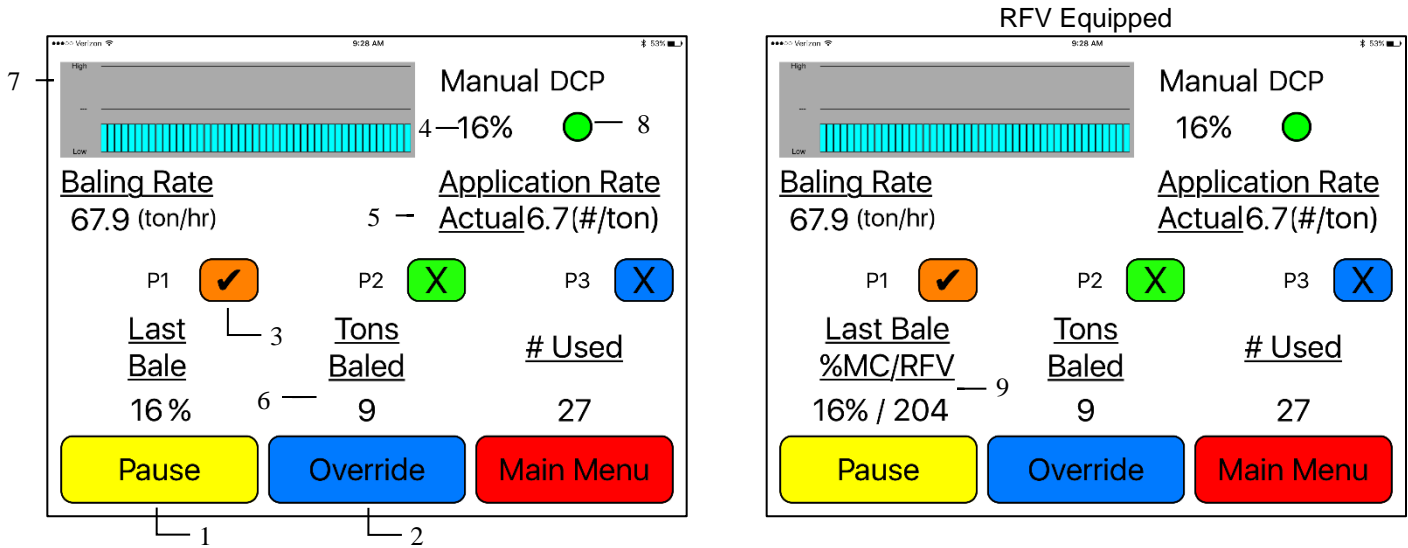 RFV Equipped
●●●○○ Verizon 9:28 AM 53%
7
High
---
Low
Manual DCP
4 16% 8
Baling Rate Application Rate
67.9 (ton/hr) 5 Actual 6.7(#/ton)
P1 ✔ P2 X P3 X
3
Last Bale
Tons Baled
# Used
16% 6 9 27
Pause Override Main Menu
1 2
●●●○○ Verizon 9:28 AM 53%
High
---
Low
Manual DCP
16%
Baling Rate Application Rate
67.9 (ton/hr) Actual 6.7(#/ton)
P1 ✔ P2 X P3 X
Last Bale
%MC/RFV
9
Tons
Baled
# Used
16% / 204 9 27
Pause Override Main Menu